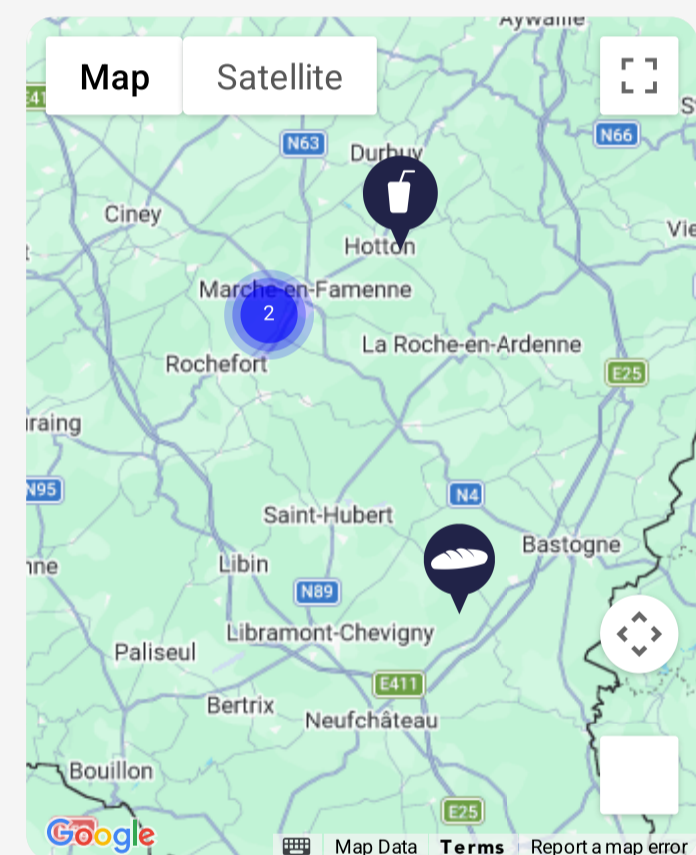 Aywaille
Map
Satellite
E41
N63
N66
Durbuy
Ciney
Vie
Hotton
Marche-en-Famenne
2
La Roche-en-Ardenne
Rochefort
E25
raing
N95
N4
Saint-Hubert
Bastogne
nne
Libin
N89
Libramont-Chevigny
Paliseul
E411
Bertrix
Neufchâteau
Bouillon
E25
Google
Map Data
Terms
Report a map error